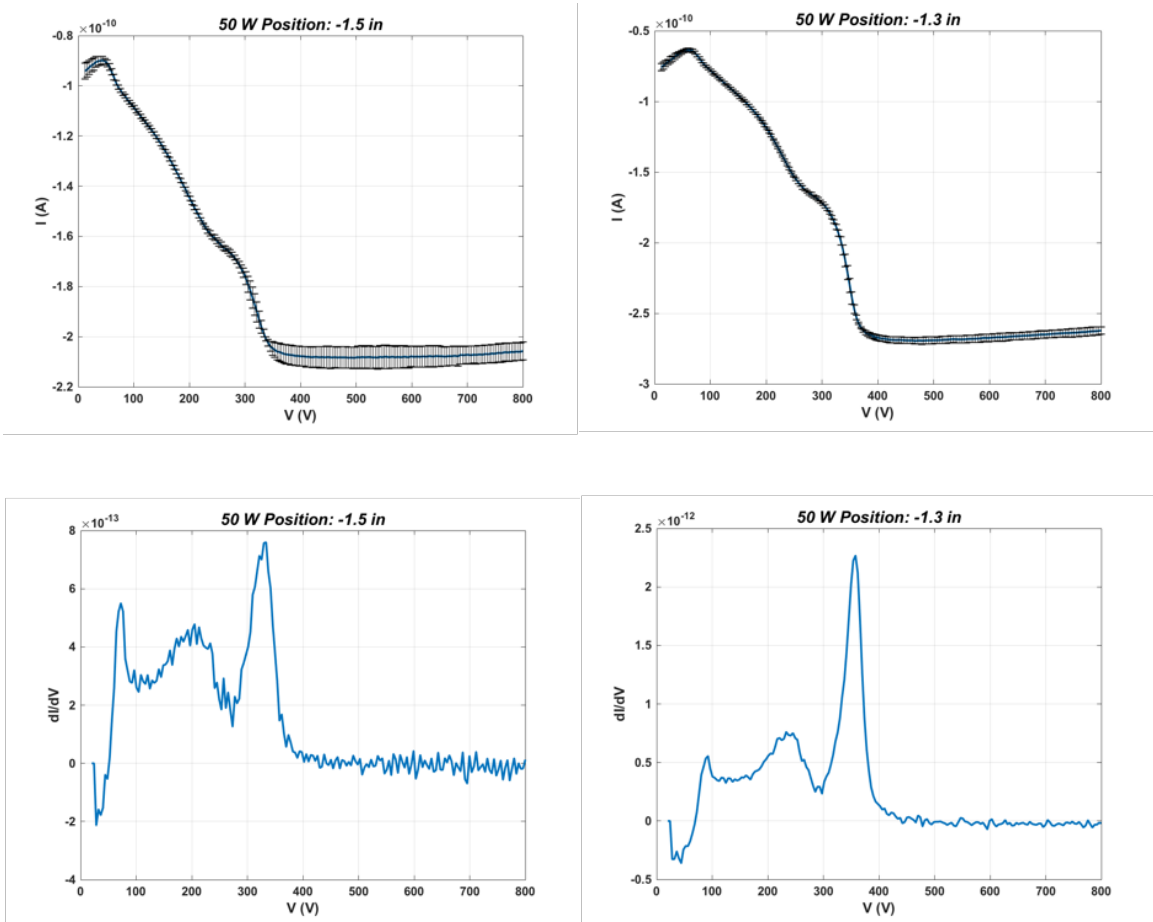 50 W Position: -1.5 in
×10-10
-0.8
-1
-1.2
-1.4
-1.6
-1.8
-2
-2.2
I (A)
0 100 200 300 400 500 600 700 800
V (V)
50 W Position: -1.3 in
×10-10
-0.5
-1
-1.5
-2
-2.5
-3
I (A)
0 100 200 300 400 500 600 700 800
V (V)
50 W Position: -1.5 in
×10-13
8
6
4
2
0
-2
-4
dI/dV
0 100 200 300 400 500 600 700 800
V (V)
50 W Position: -1.3 in
×10-12
2.5
2
1.5
1
0.5
0
-0.5
dI/dV
0 100 200 300 400 500 600 700 800
V (V)